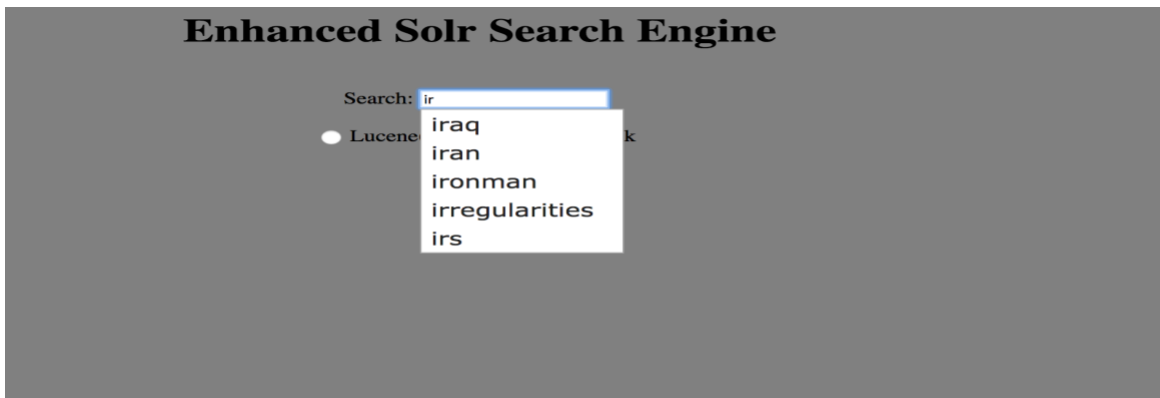 Enhanced Solr Search Engine
Search: ir
iraq
Lucene k
iran
ironman
irregularities
irs